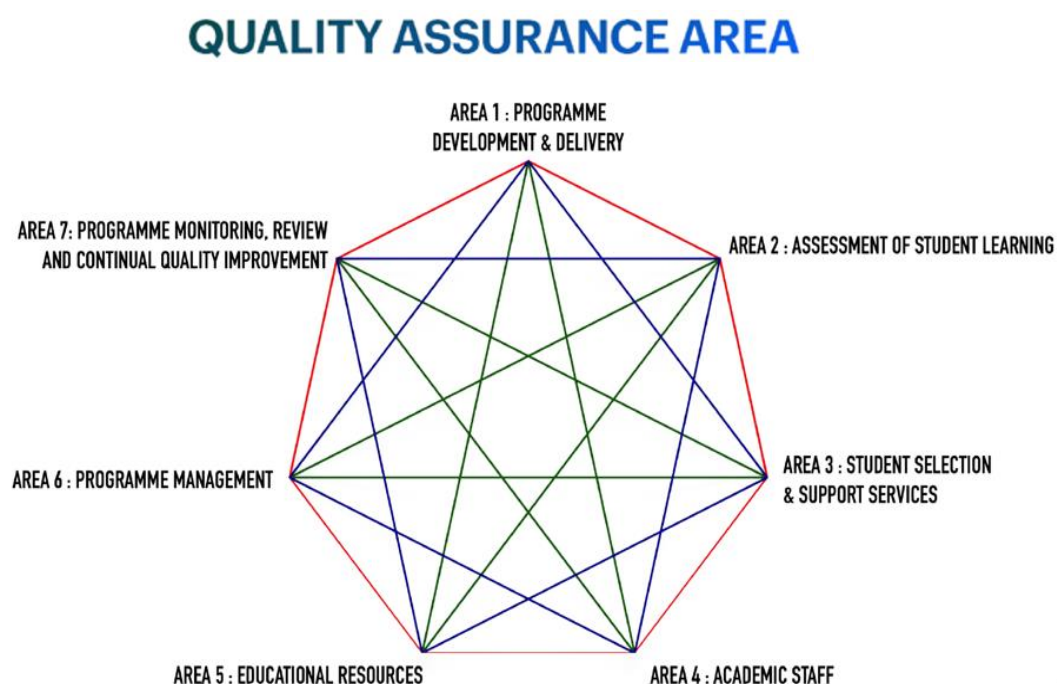 QUALITY ASSURANCE AREA
AREA 1 : PROGRAMME
DEVELOPMENT & DELIVERY
AREA 7: PROGRAMME MONITORING, REVIEW
AND CONTINUAL QUALITY IMPROVEMENT
AREA 2 : ASSESSMENT OF STUDENT LEARNING
AREA 6 : PROGRAMME MANAGEMENT
AREA 3 : STUDENT SELECTION
& SUPPORT SERVICES
AREA 5 : EDUCATIONAL RESOURCES
AREA 4 : ACADEMIC STAFF